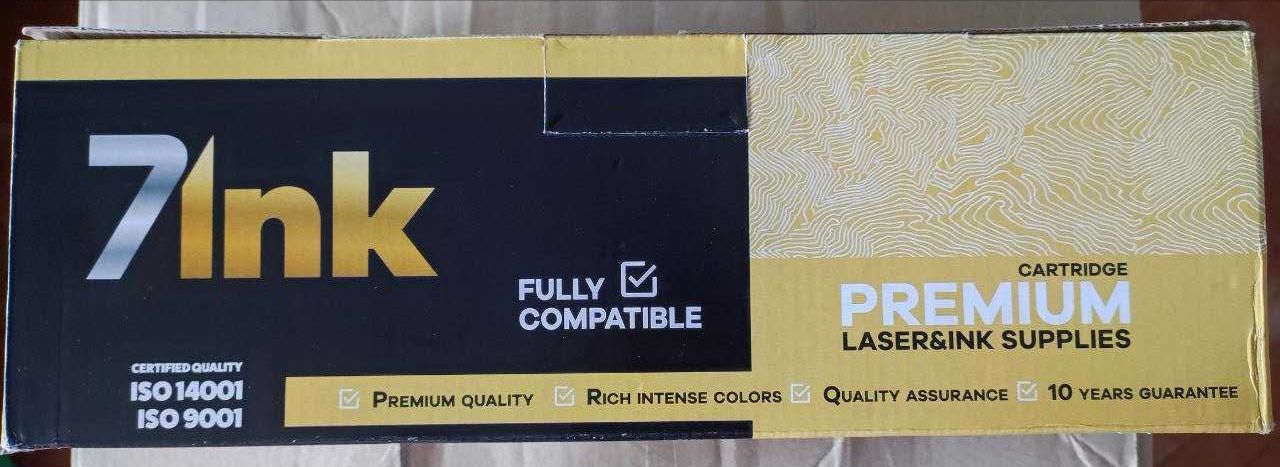 7ink
FULLY
COMPATIBLE
CERTIFIED QUALITY
ISO 14001
ISO 9001
CARTRIDGE
PREMIUM
LASER&INK SUPPLIES
PREMIUM QUALITY RICH INTENSE COLORS QUALITY ASSURANCE 10 YEARS GUARANTEE